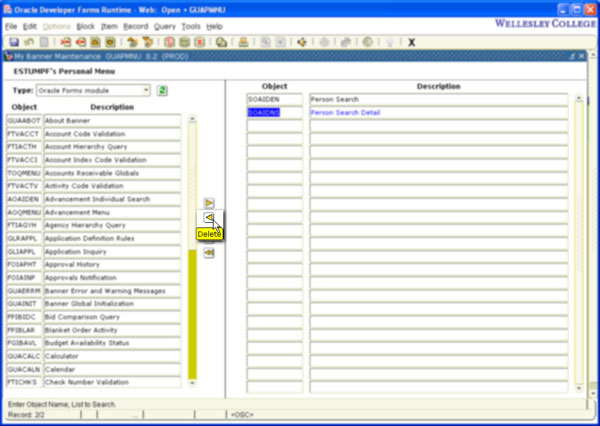 Oracle Developer Forms Runtime - Web: Open > GUAPMNU
File Edit Options Block Item Record Query Tools Help
WELLESLEY COLLEGE
X
My Banner Maintenance GUAPMNU 8.2 (PROD)
ESTUMPF's Personal Menu
Type: Oracle Forms module
Object Description
Object Description
SOAIDEN Person Search
Person Search Detail
GUAABOT About Banner
FTVACCT Account Code Validation
FTIACTH Account Hierarchy Query
FTVACCI Account Index Code Validation
TOQMENU Accounts Receivable Globals
FTVACTV Activity Code Validation
AOAIDEN Advancement Individual Search
AOQMENU Advancement Menu
FTIAGYH Agency Hierarchy Query
GLRAPPL Application Definition Rules
GLIAPPL Application Inquiry
FOIAPHT Approval History
FOIAINP Approvals Notification
GUAERRM Banner Error and Warning Messages
GUAINIT Banner Global Initialization
FPIBIDC Bid Comparison Query
FPIBLAR Blanket Order Activity
FGIBAVL Budget Availability Status
GUACALC Calculator
GUACALN Calendar
FTICHKS Check Number Validation
Delete
Enter Object Name; List to Search.
Record: 2/2 ... <OSC>